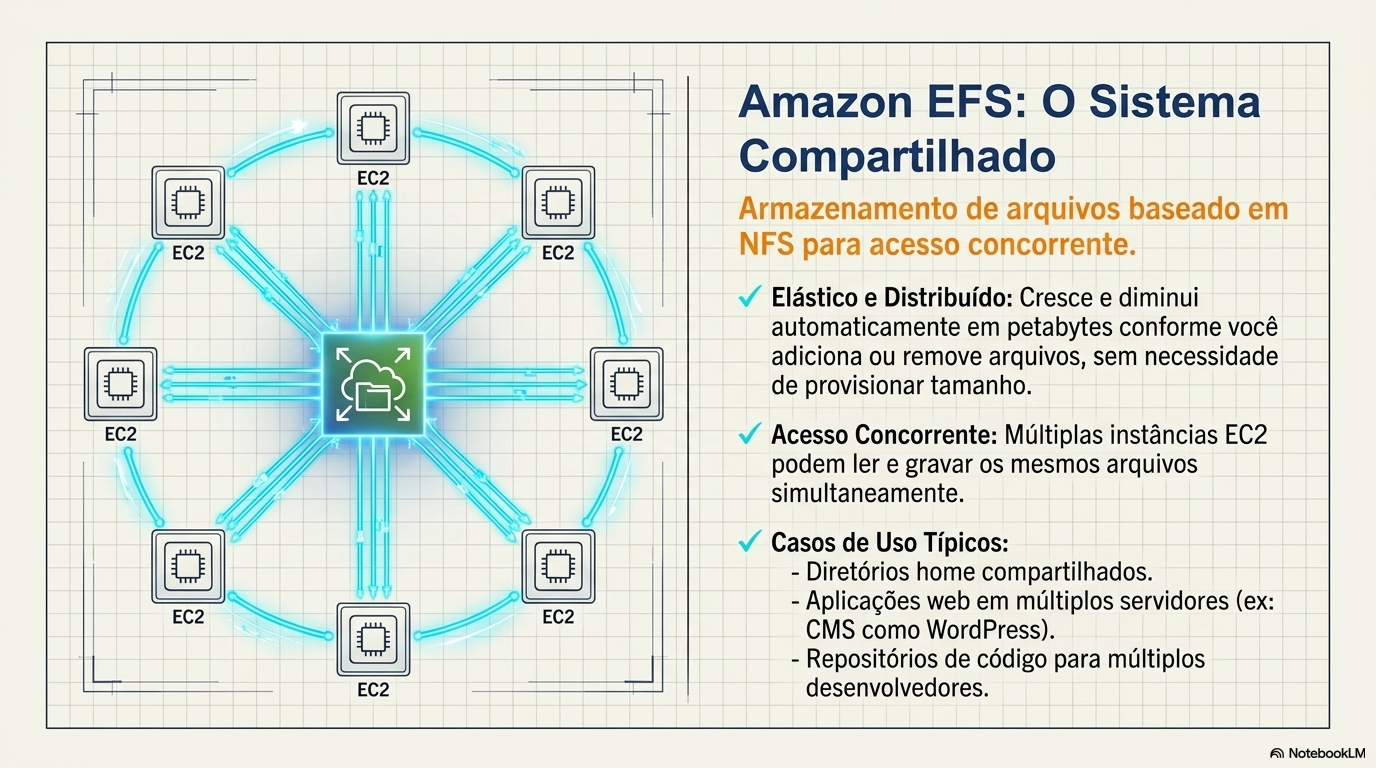 EC2
EC2
EC2
EC2
EC2
EC2
EC2
EC2
Amazon EFS: O Sistema
Compartilhado
Armazenamento de arquivos baseado em
NFS para acesso concorrente.
Elástico e Distribuído: Cresce e diminui
automaticamente em petabytes conforme você
adiciona ou remove arquivos, sem necessidade
de provisionar tamanho.
Acesso Concorrente: Múltiplas instâncias EC2
podem ler e gravar os mesmos arquivos
simultaneamente.
Casos de Uso Típicos:
- Diretórios home compartilhados.
- Aplicações web em múltiplos servidores (ex:
CMS como WordPress).
- Repositórios de código para múltiplos
desenvolvedores.
NotebookLM